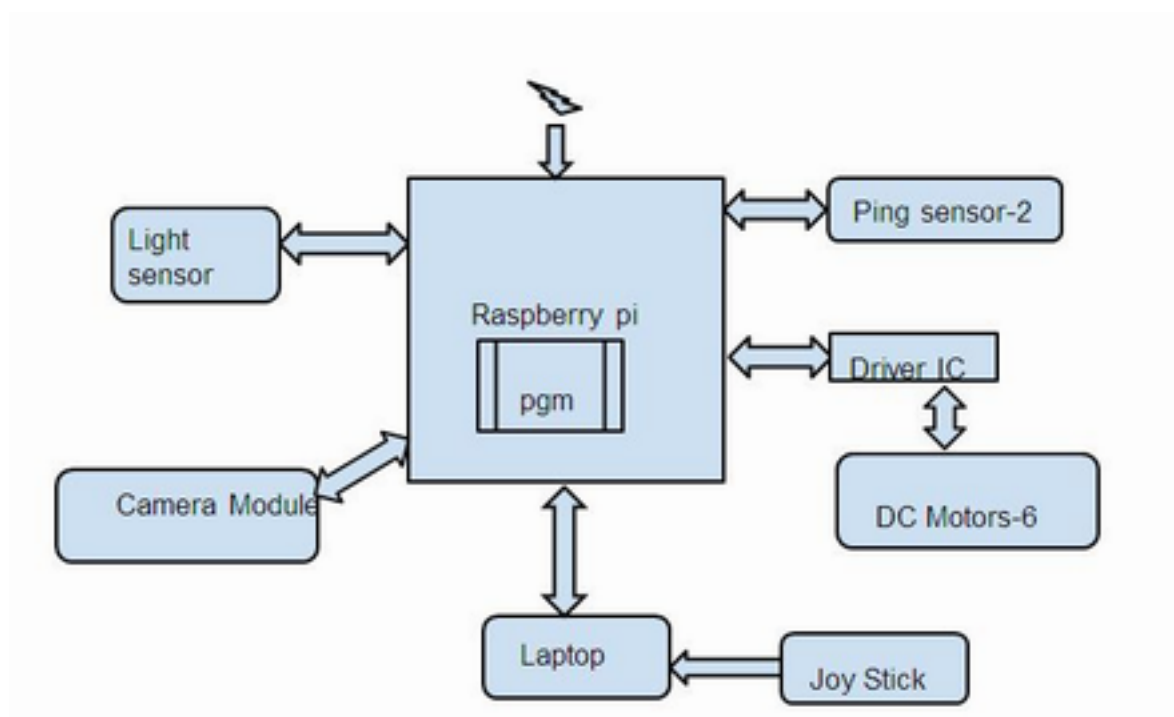 Light
sensor
Ping sensor-2
Raspberry pi
pgm
Driver IC
Camera Module
DC Motors-6
Laptop
Joy Stick